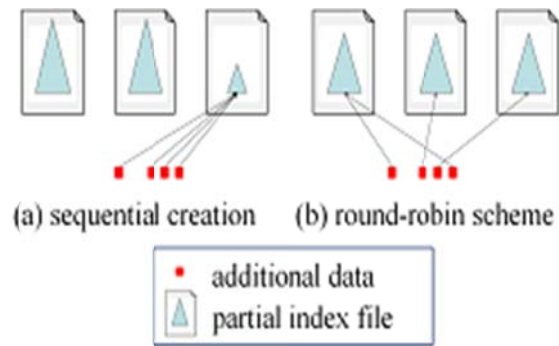 (a) sequential creation (b) round-robin scheme
additional data
partial index file